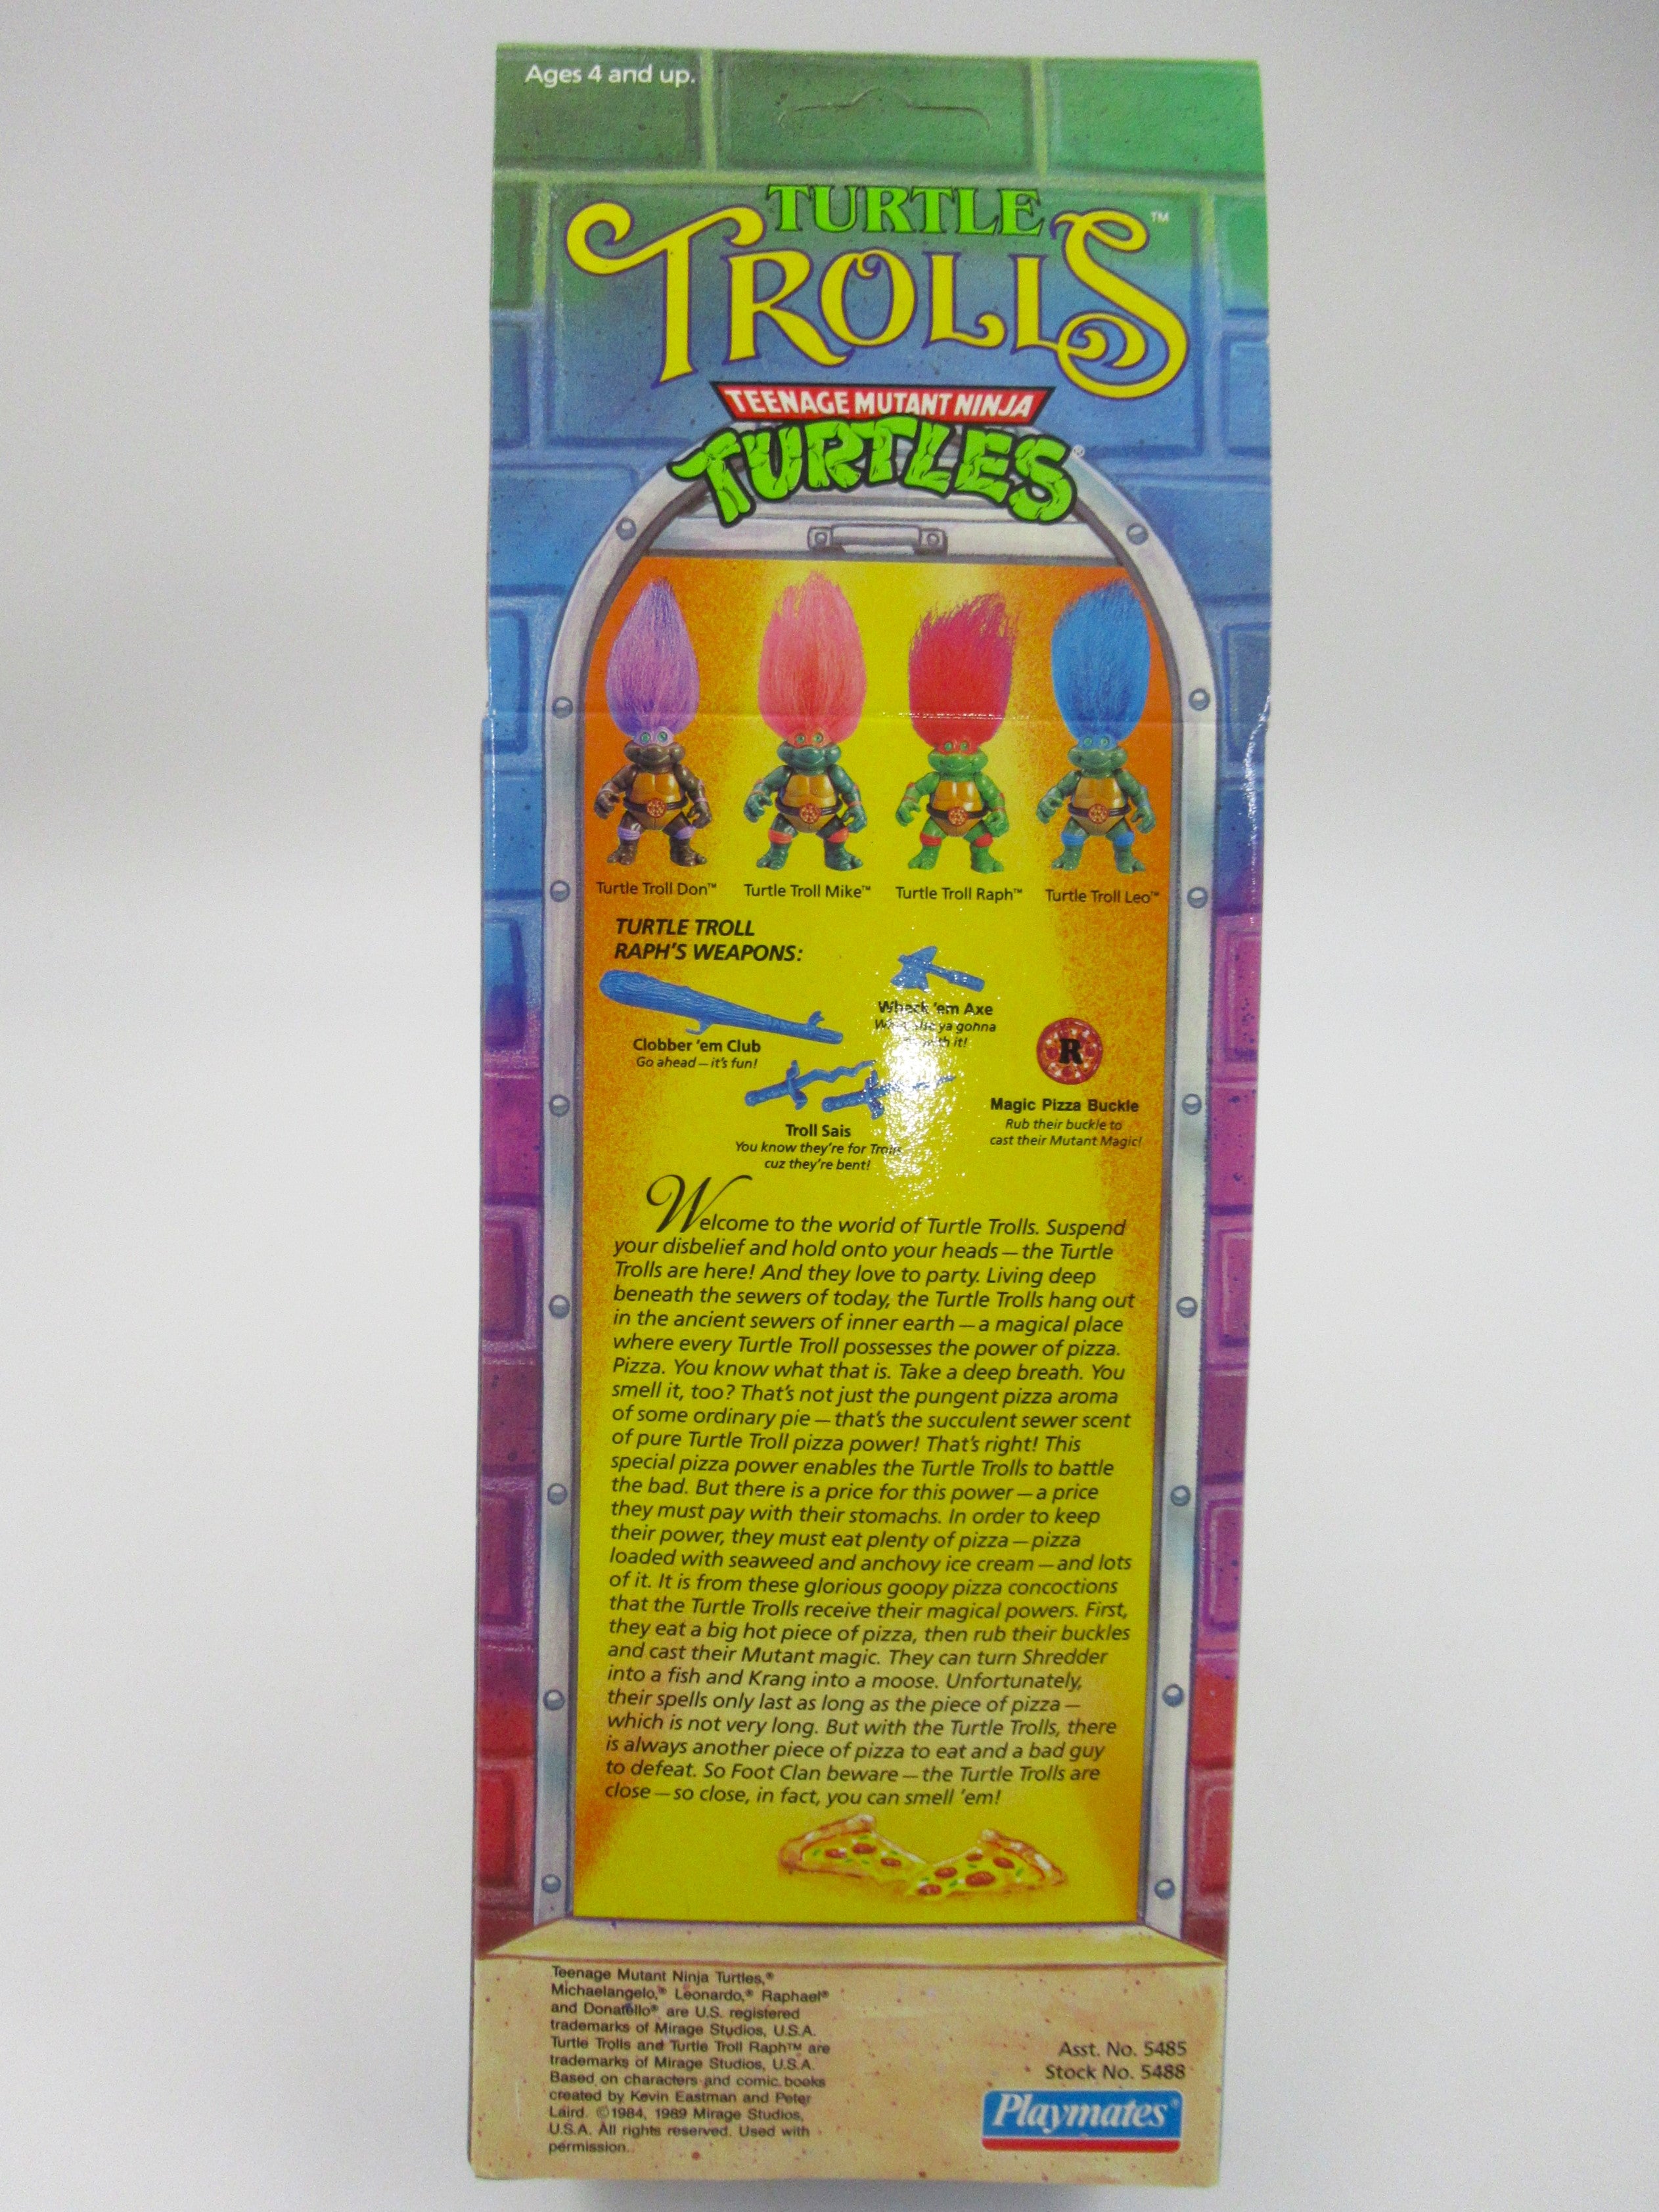 Ages 4 and up.
TURTLE
TROLLS™
TEENAGE MUTANT NINJA
TURTLES®
Turtle Troll Don™ Turtle Troll Mike™ Turtle Troll Raph™ Turtle Troll Leo™
TURTLE TROLL
RAPH'S WEAPONS:
Whack 'em Axe
ya gonna
it!
Clobber 'em Club
Go ahead—it's fun!
R
Magic Pizza Buckle
Rub their buckle to
cast their Mutant Magic!
Troll Sais
You know they're for Trolls
cuz they're bent!
Welcome to the world of Turtle Trolls. Suspend
your disbelief and hold onto your heads—the Turtle
Trolls are here! And they love to party. Living deep
beneath the sewers of today, the Turtle Trolls hang out
in the ancient sewers of inner earth—a magical place
where every Turtle Troll possesses the power of pizza.
Pizza. You know what that is. Take a deep breath. You
smell it, too? That's not just the pungent pizza aroma
of some ordinary pie—that's the succulent sewer scent
of pure Turtle Troll pizza power! That's right! This
special pizza power enables the Turtle Trolls to battle
the bad. But there is a price for this power—a price
they must pay with their stomachs. In order to keep
their power, they must eat plenty of pizza—pizza
loaded with seaweed and anchovy ice cream—and lots
of it. It is from these glorious goopy pizza concoctions
that the Turtle Trolls receive their magical powers. First,
they eat a big hot piece of pizza, then rub their buckles
and cast their Mutant magic. They can turn Shredder
into a fish and Krang into a moose. Unfortunately,
their spells only last as long as the piece of pizza—
which is not very long. But with the Turtle Trolls, there
is always another piece of pizza to eat and a bad guy
to defeat. So Foot Clan beware—the Turtle Trolls are
close—so close, in fact, you can smell 'em!
Teenage Mutant Ninja Turtles,®
Michaelangelo,® Leonardo,® Raphael®
and Donatello® are U.S. registered
trademarks of Mirage Studios, U.S.A.
Turtle Trolls and Turtle Troll Raph™ are
trademarks of Mirage Studios, U.S.A.
Based on characters and comic books
created by Kevin Eastman and Peter
Laird. ©1984, 1989 Mirage Studios,
U.S.A. All rights reserved. Used with
permission.
Asst. No. 5485
Stock No. 5488
Playmates®